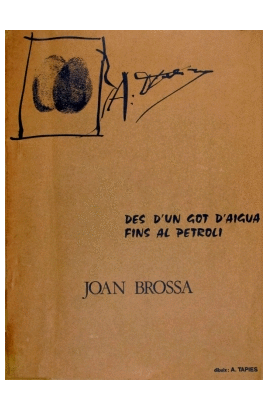 DES D'UN GOT D'AIGUA
FINS AL PETROLI
JOAN BROSSA
dibuix: A. TAPIES